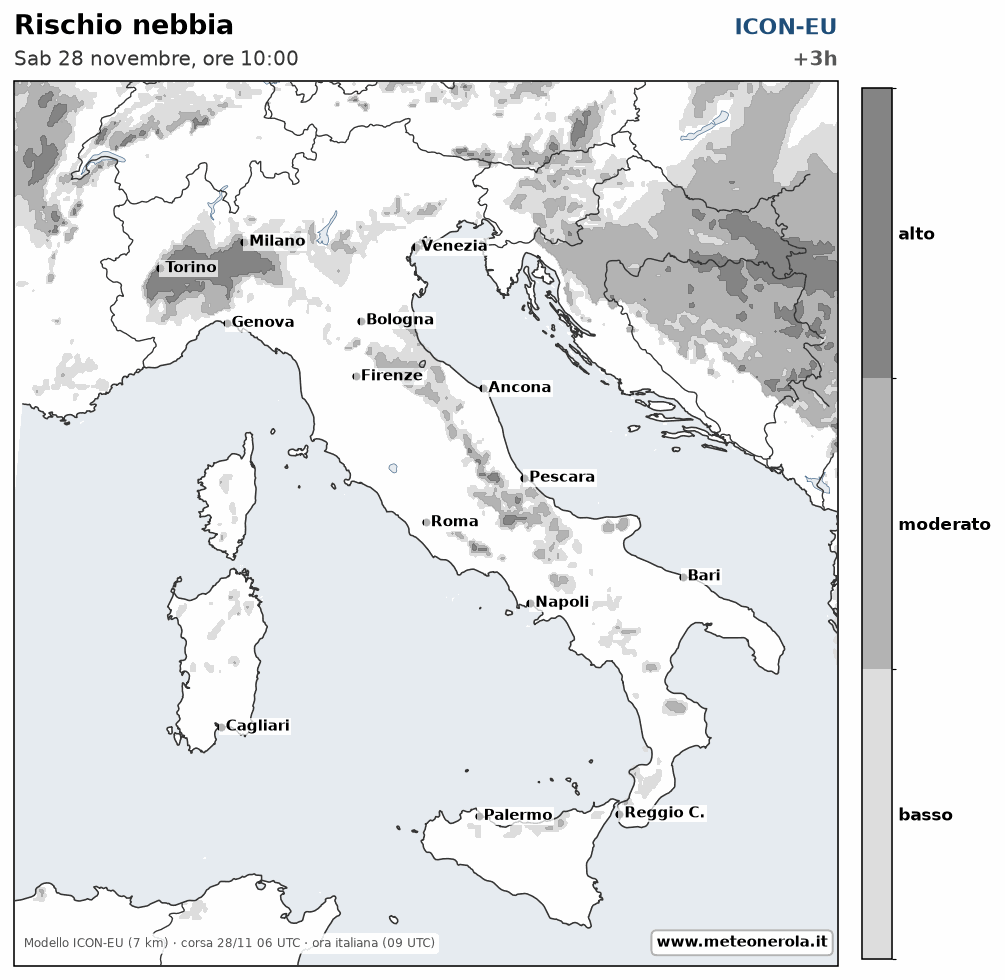 Rischio nebbia
ICON-EU
Sab 28 novembre, ore 10:00
+3h
Milano
Venezia
Torino
Genova
Bologna
Firenze
Ancona
Pescara
Roma
Bari
Napoli
Cagliari
Palermo
Reggio C.
alto
moderato
basso
Modello ICON-EU (7 km) · corsa 28/11 06 UTC · ora italiana (09 UTC)
www.meteonerola.it